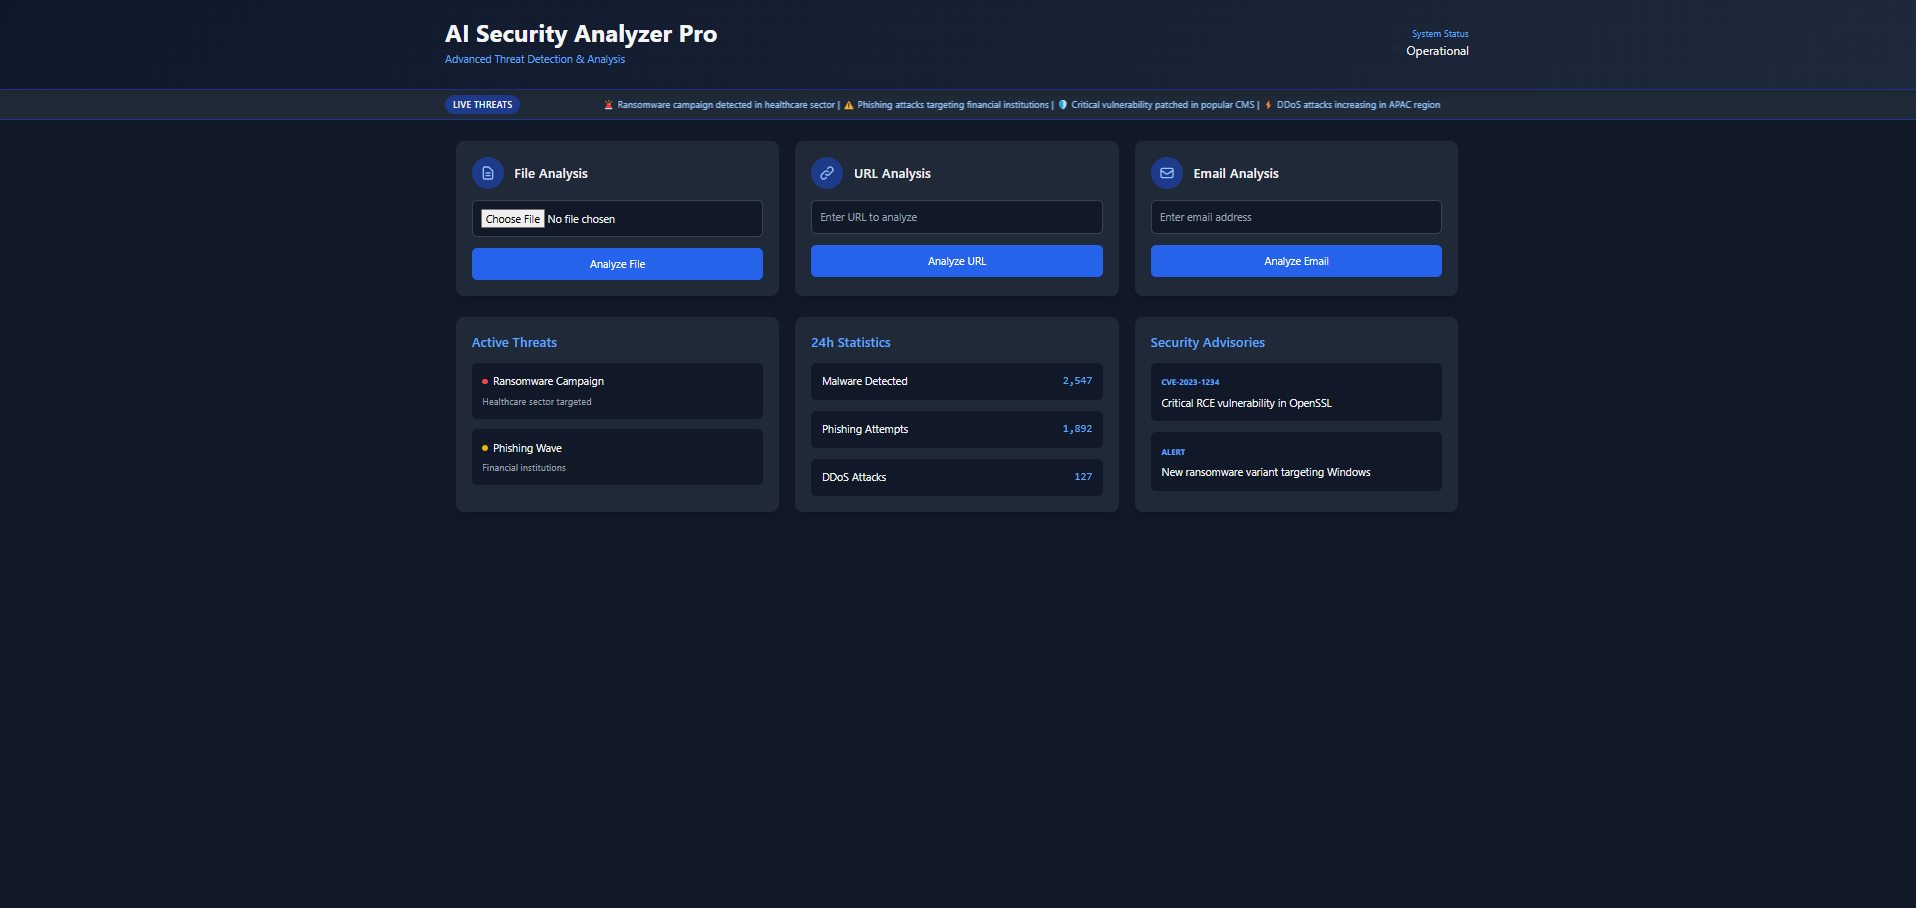 AI Security Analyzer Pro
Advanced Threat Detection & Analysis
System Status
Operational
LIVE THREATS
🚨 Ransomware campaign detected in healthcare sector | ⚠️ Phishing attacks targeting financial institutions | 🛡️ Critical vulnerability patched in popular CMS | ⚡ DDoS attacks increasing in APAC region
File Analysis
Choose File No file chosen
Analyze File
URL Analysis
Enter URL to analyze
Analyze URL
Email Analysis
Enter email address
Analyze Email
Active Threats
Ransomware Campaign
Healthcare sector targeted
Phishing Wave
Financial institutions
24h Statistics
Malware Detected 2,547
Phishing Attempts 1,892
DDoS Attacks 127
Security Advisories
CVE-2023-1234
Critical RCE vulnerability in OpenSSL
ALERT
New ransomware variant targeting Windows